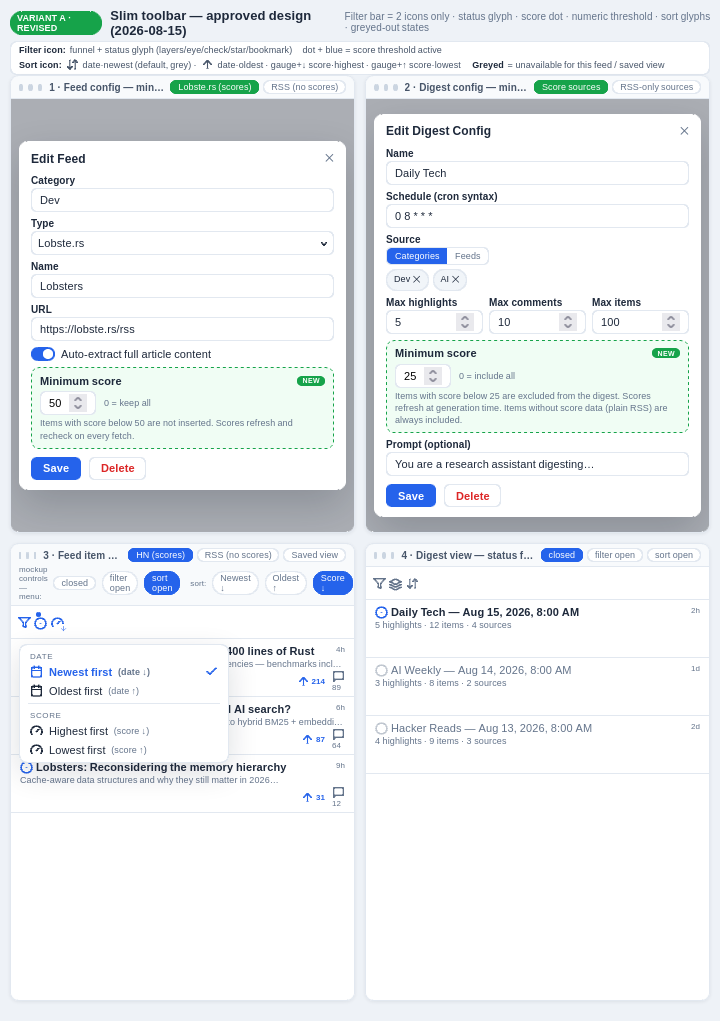 VARIANT A ·
REVISED
Slim toolbar — approved design
(2026-08-15)
Filter bar = 2 icons only · status glyph · score dot · numeric threshold · sort glyphs
· greyed-out states
Filter icon: funnel + status glyph (layers/eye/check/star/bookmark) dot + blue = score threshold active
Sort icon: date·newest (default, grey) · date·oldest · gauge+↓ score·highest · gauge+↑ score·lowest Greyed = unavailable for this feed / saved view
1 · Feed config — min… Lobste.rs (scores) RSS (no scores)
Edit Feed
Category
Dev
Type
Lobste.rs
Name
Lobsters
URL
https://lobste.rs/rss
Auto-extract full article content
Minimum score NEW
50 0 = keep all
Items with score below 50 are not inserted. Scores refresh and
recheck on every fetch.
Save Delete
2 · Digest config — min… Score sources RSS-only sources
Edit Digest Config
Name
Daily Tech
Schedule (cron syntax)
0 8 * * *
Source
Categories Feeds
Dev AI
Max highlights Max comments Max items
5 10 100
Minimum score NEW
25 0 = include all
Items with score below 25 are excluded from the digest. Scores
refresh at generation time. Items without score data (plain RSS) are
always included.
Prompt (optional)
You are a research assistant digesting…
Save Delete
3 · Feed item … HN (scores) RSS (no scores) Saved view
mockup
controls
—
menu:
closed
filter
open
sort
open
sort:
Newest
↓
Oldest
↑
Score
↓
DATE
Newest first (date ↓)
Oldest first (date ↑)
SCORE
Highest first (score ↓)
Lowest first (score ↑)
400 lines of Rust 4h
encies — benchmarks incl…
214 89
AI search? 6h
to hybrid BM25 + embeddi…
87 64
Lobsters: Reconsidering the memory hierarchy 9h
Cache-aware data structures and why they still matter in 2026…
31 12
4 · Digest view — status f… closed filter open sort open
Daily Tech — Aug 15, 2026, 8:00 AM 2h
5 highlights · 12 items · 4 sources
AI Weekly — Aug 14, 2026, 8:00 AM 1d
3 highlights · 8 items · 2 sources
Hacker Reads — Aug 13, 2026, 8:00 AM 2d
4 highlights · 9 items · 3 sources